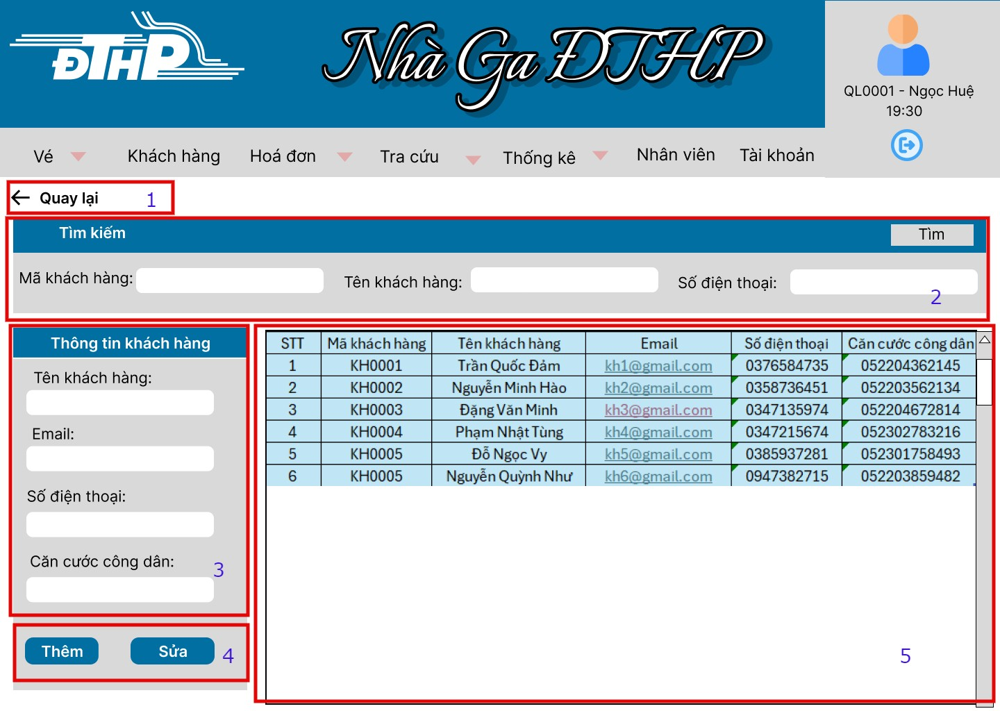 ĐTHP
Nhà Ga ĐTHP
QL0001 - Ngọc Huệ
19:30
Vé Khách hàng Hoá đơn Tra cứu Thống kê Nhân viên Tài khoản
Quay lại 1
Tìm kiếm Tìm
Mã khách hàng: Tên khách hàng: Số điện thoại:
2
Thông tin khách hàng
Tên khách hàng:
Email:
Số điện thoại:
Căn cước công dân:
3
Thêm Sửa 4
STT Mã khách hàng Tên khách hàng Email Số điện thoại Căn cước công dân
1 KH0001 Trần Quốc Đảm kh1@gmail.com 0376584735 052204362145
2 KH0002 Nguyễn Minh Hào kh2@gmail.com 0358736451 052203562134
3 KH0003 Đặng Văn Minh kh3@gmail.com 0347135974 052204672814
4 KH0004 Phạm Nhật Tùng kh4@gmail.com 0347215674 052302783216
5 KH0005 Đỗ Ngọc Vy kh5@gmail.com 0385937281 052301758493
6 KH0005 Nguyễn Quỳnh Như kh6@gmail.com 0947382715 052203859482
5